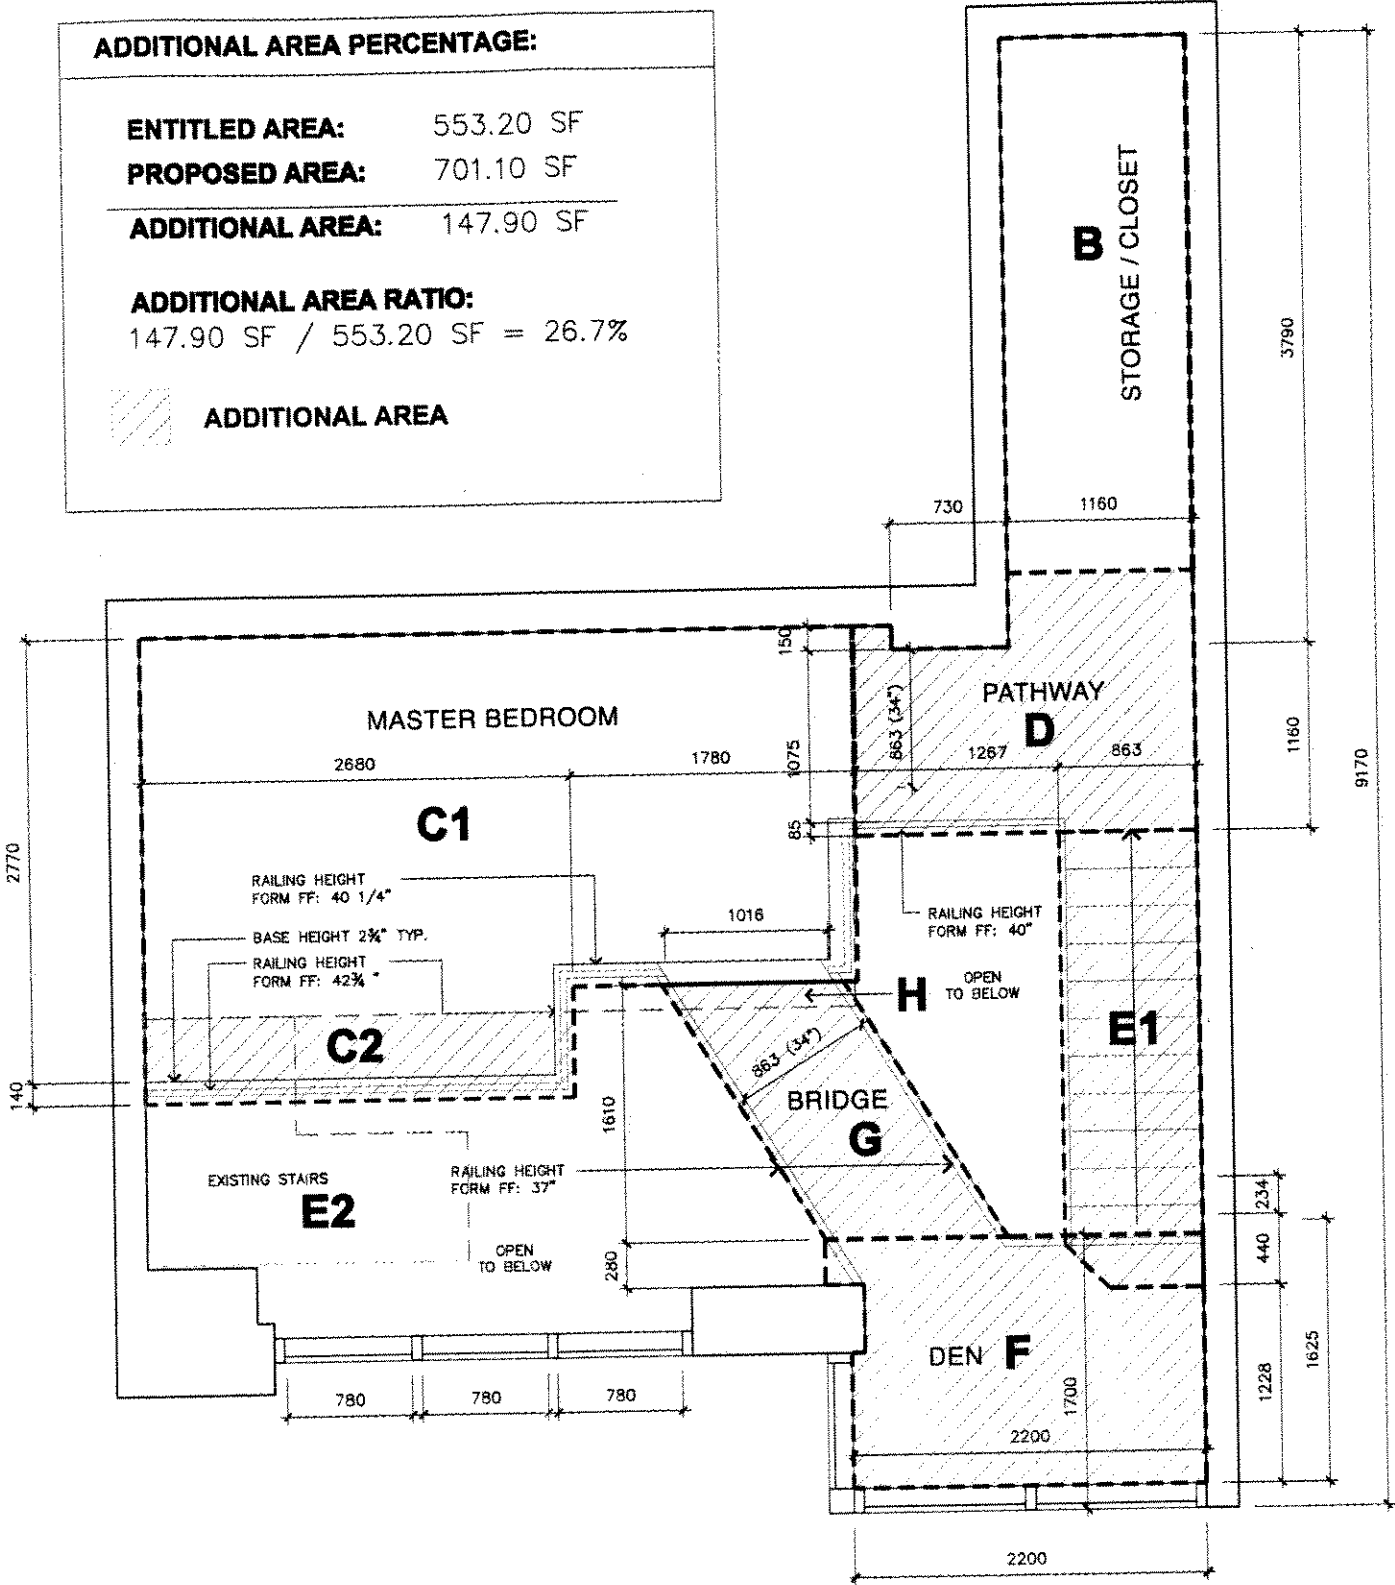 ADDITIONAL AREA PERCENTAGE:
ENTITLED AREA: 553.20 SF
PROPOSED AREA: 701.10 SF
ADDITIONAL AREA: 147.90 SF
ADDITIONAL AREA RATIO:
147.90 SF / 553.20 SF = 26.7%
ADDITIONAL AREA
B
STORAGE / CLOSET
3790
730
1160
150
MASTER BEDROOM
863 (34")
PATHWAY
D
1075
1160
2680
1780
1267
863
9170
C1
85
2770
RAILING HEIGHT
FORM FF: 40 1/4"
1016
RAILING HEIGHT
FORM FF: 40"
BASE HEIGHT 2¾" TYP.
RAILING HEIGHT
FORM FF: 42¾ "
H
OPEN
TO BELOW
C2
E1
863 (34")
140
BRIDGE
G
1610
EXISTING STAIRS
E2
RAILING HEIGHT
FORM FF: 37"
234
OPEN
TO BELOW
280
440
DEN F
1625
1228
1700
780
780
780
2200
2200